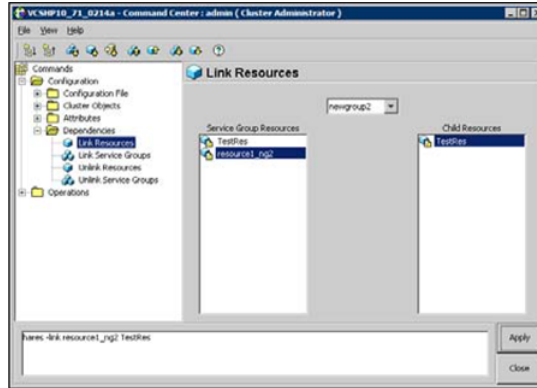 VCSHP10_71_0214a - Command Center : admin ( Cluster Administrator )
File View Help
Commands
Configuration
Configuration File
Cluster Objects
Attributes
Dependencies
Link Resources
Link Service Groups
Unlink Resources
Unlink Service Groups
Operations
Link Resources
newgroup2
Service Group Resources
TestRes
resource1_ng2
Child Resources
TestRes
hares -link resource1_ng2 TestRes
Apply
Close